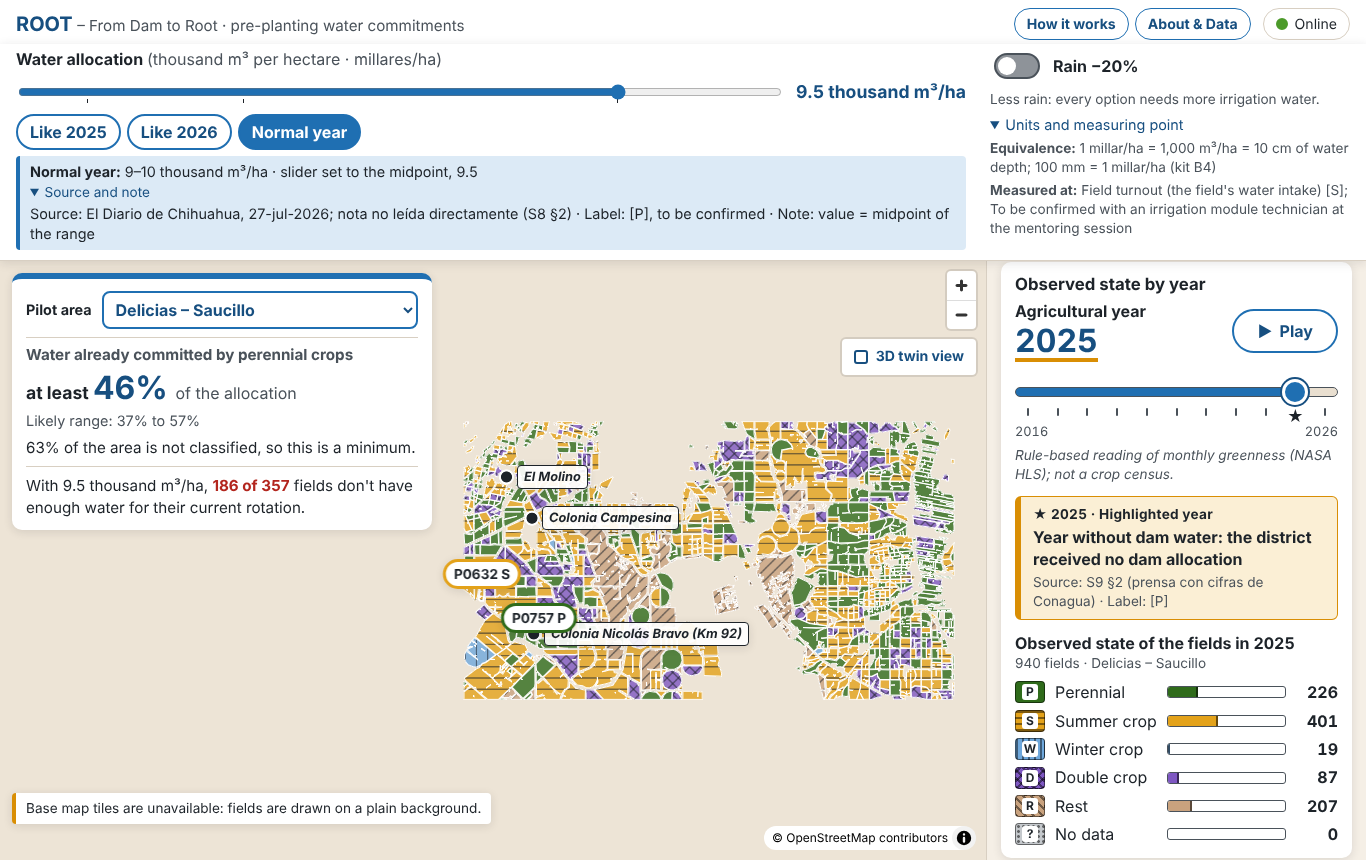 ROOT – From Dam to Root · pre-planting water commitments
How it works
About & Data
Online
Water allocation (thousand m³ per hectare · millares/ha)
9.5 thousand m³/ha
Like 2025
Like 2026
Normal year
Normal year: 9–10 thousand m³/ha · slider set to the midpoint, 9.5
▼ Source and note
Source: El Diario de Chihuahua, 27-jul-2026; nota no leída directamente (S8 §2) · Label: [P], to be confirmed · Note: value = midpoint of
the range
Rain −20%
Less rain: every option needs more irrigation water.
▼ Units and measuring point
Equivalence: 1 millar/ha = 1,000 m³/ha = 10 cm of water
depth; 100 mm = 1 millar/ha (kit B4)
Measured at: Field turnout (the field's water intake) [S];
To be confirmed with an irrigation module technician at
the mentoring session
Pilot area
Delicias – Saucillo
Water already committed by perennial crops
at least 46% of the allocation
Likely range: 37% to 57%
63% of the area is not classified, so this is a minimum.
With 9.5 thousand m³/ha, 186 of 357 fields don't have
enough water for their current rotation.
+
−
3D twin view
El Molino
Colonia Campesina
P0632 S
P0757 P
Colonia Nicolás Bravo (Km 92)
Base map tiles are unavailable: fields are drawn on a plain background.
© OpenStreetMap contributors
Observed state by year
Agricultural year
2025
▶ Play
★
2016
2026
Rule-based reading of monthly greenness (NASA
HLS); not a crop census.
★ 2025 · Highlighted year
Year without dam water: the district
received no dam allocation
Source: S9 §2 (prensa con cifras de
Conagua) · Label: [P]
Observed state of the fields in 2025
940 fields · Delicias – Saucillo
P Perennial 226
S Summer crop 401
W Winter crop 19
D Double crop 87
R Rest 207
? No data 0